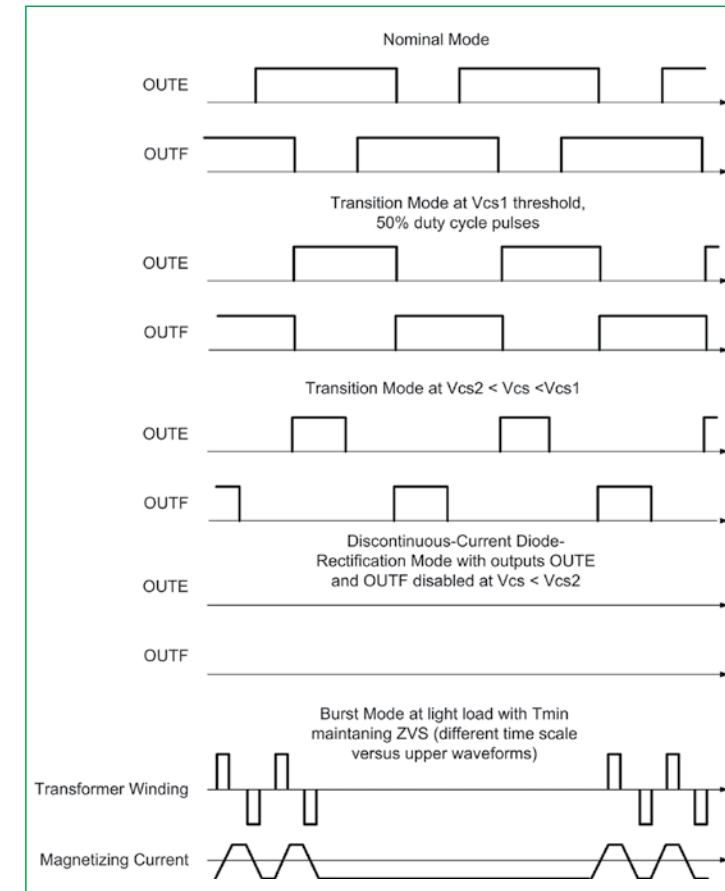 Nominal Mode
OUTE
OUTF
Transition Mode at Vcs1 threshold,
50% duty cycle pulses
OUTE
OUTF
Transition Mode at Vcs2 < Vcs <Vcs1
OUTE
OUTF
Discontinuous-Current Diode-
Rectification Mode with outputs OUTE
and OUTF disabled at Vcs < Vcs2
OUTE
OUTF
Burst Mode at light load with Tmin
maintaning ZVS (different time scale
versus upper waveforms)
Transformer Winding
Magnetizing Current